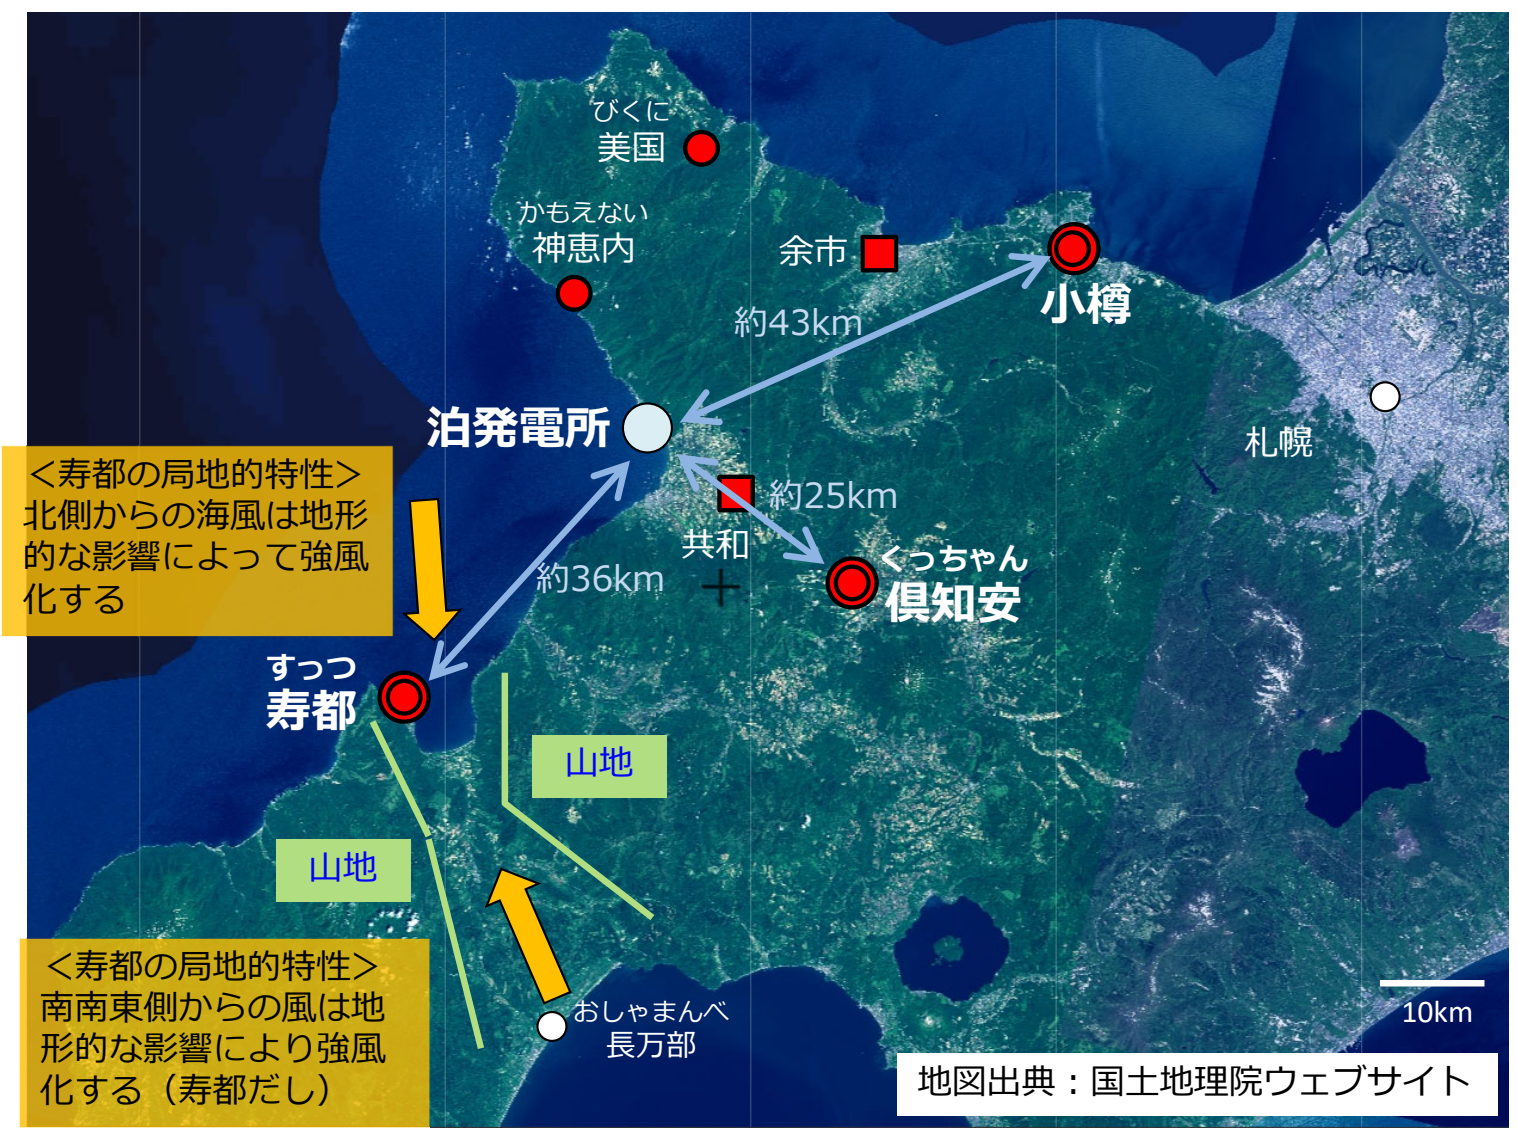 びくに
美国
かもえない
神恵内
余市
小樽
約43km
泊発電所
札幌
＜寿都の局地的特性＞
北側からの海風は地形
的な影響によって強風
化する
約25km
共和
くっちゃん
倶知安
約36km
すっつ
寿都
山地
山地
＜寿都の局地的特性＞
南南東側からの風は地
形的な影響により強風
化する（寿都だし）
おしゃまんべ
長万部
10km
地図出典：国土地理院ウェブサイト